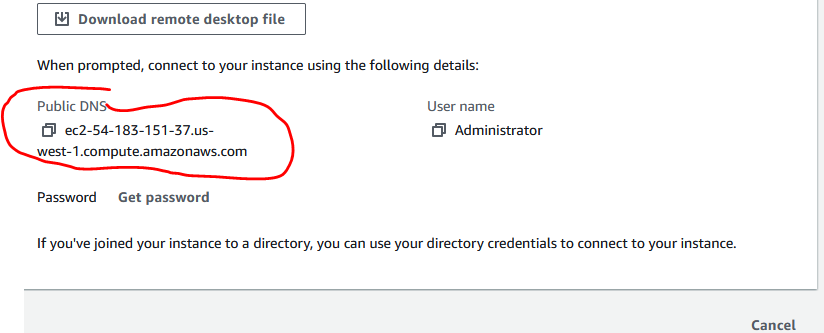 Download remote desktop file
When prompted, connect to your instance using the following details:
Public DNS
ec2-54-183-151-37.us-
west-1.compute.amazonaws.com
User name
Administrator
Password Get password
If you've joined your instance to a directory, you can use your directory credentials to connect to your instance.
Cancel